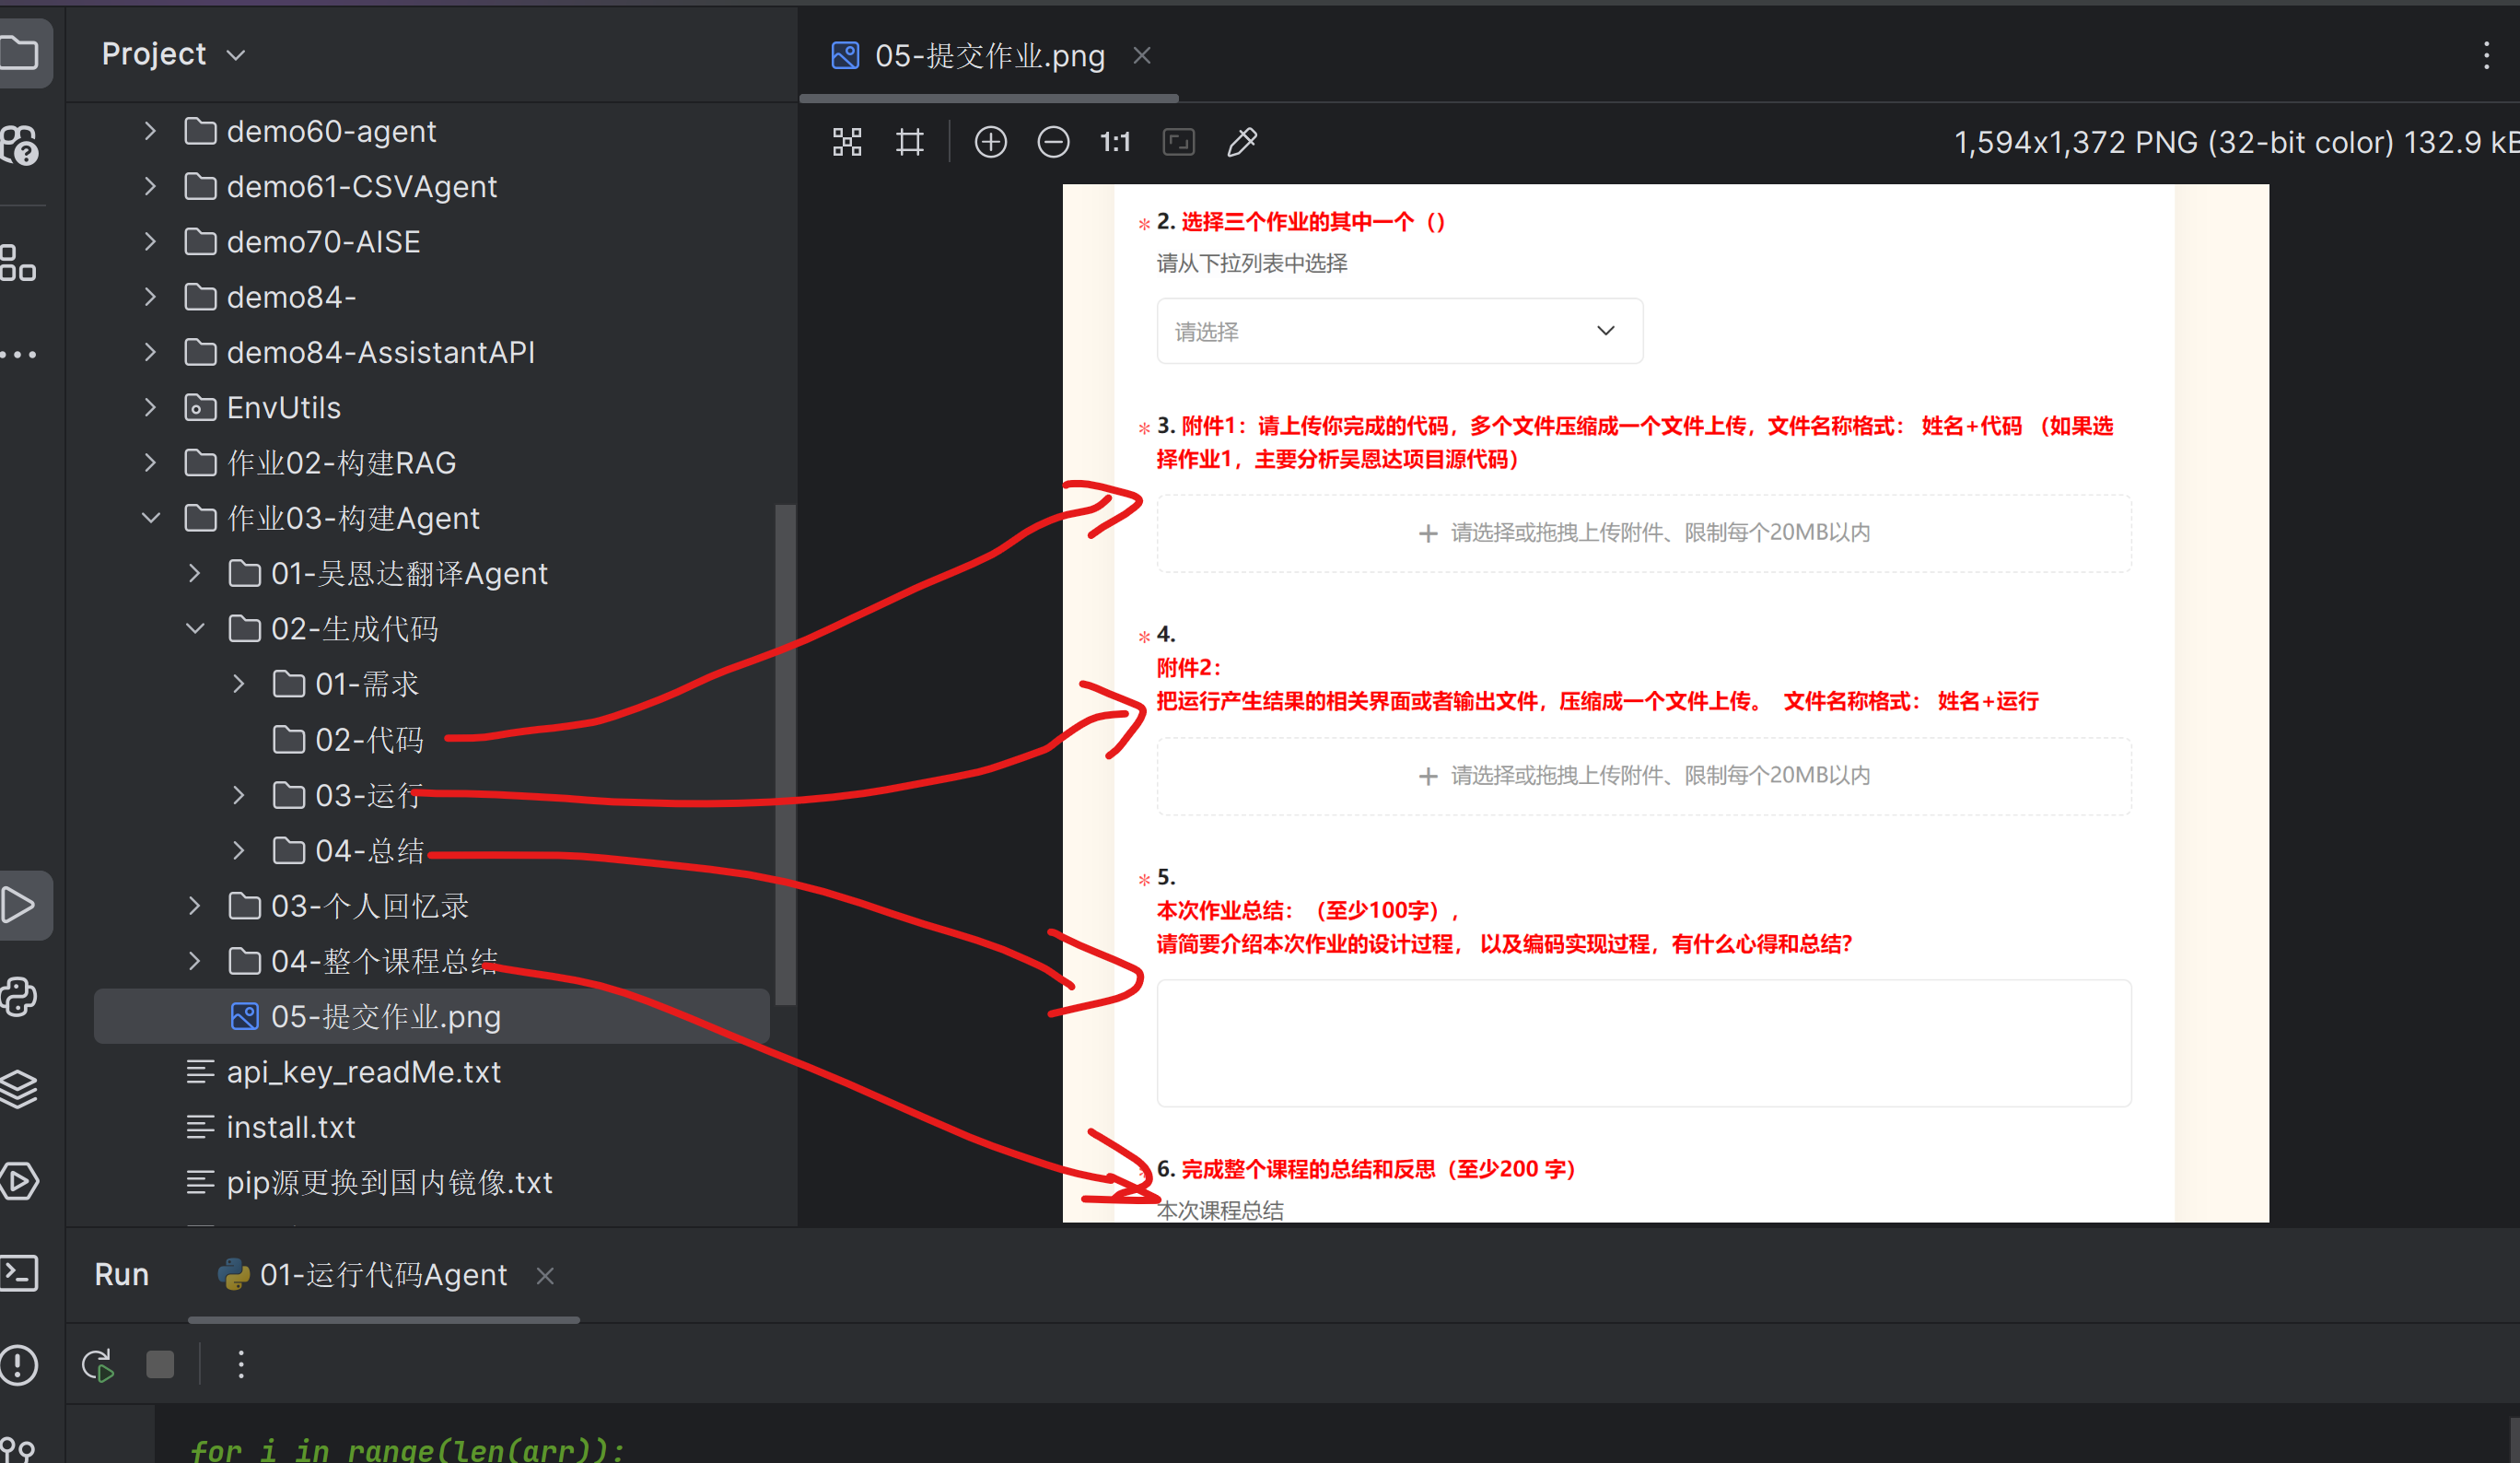 Project
demo60-agent
demo61-CSVAgent
demo70-AISE
demo84-
demo84-AssistantAPI
EnvUtils
作业02-构建RAG
作业03-构建Agent
01-吴恩达翻译Agent
02-生成代码
01-需求
02-代码
03-运行
04-总结
03-个人回忆录
04-整个课程总结
05-提交作业.png
api_key_readMe.txt
install.txt
pip源更换到国内镜像.txt
05-提交作业.png
1:1
1,594x1,372 PNG (32-bit color) 132.9 kB
* 2. 选择三个作业的其中一个（）
请从下拉列表中选择
请选择
* 3. 附件1：请上传你完成的代码，多个文件压缩成一个文件上传，文件名称格式： 姓名+代码 （如果选
择作业1，主要分析吴恩达项目源代码）
+ 请选择或拖拽上传附件、限制每个20MB以内
* 4.
附件2：
把运行产生结果的相关界面或者输出文件，压缩成一个文件上传。 文件名称格式： 姓名+运行
+ 请选择或拖拽上传附件、限制每个20MB以内
* 5.
本次作业总结：（至少100字），
请简要介绍本次作业的设计过程， 以及编码实现过程，有什么心得和总结？
6. 完成整个课程的总结和反思（至少200 字）
本次课程总结
Run
01-运行代码Agent
for i in range(len(arr)):